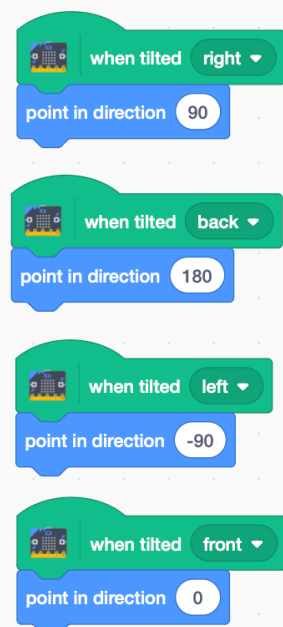 when tilted right
point in direction 90
when tilted back
point in direction 180
when tilted left
point in direction -90
when tilted front
point in direction 0